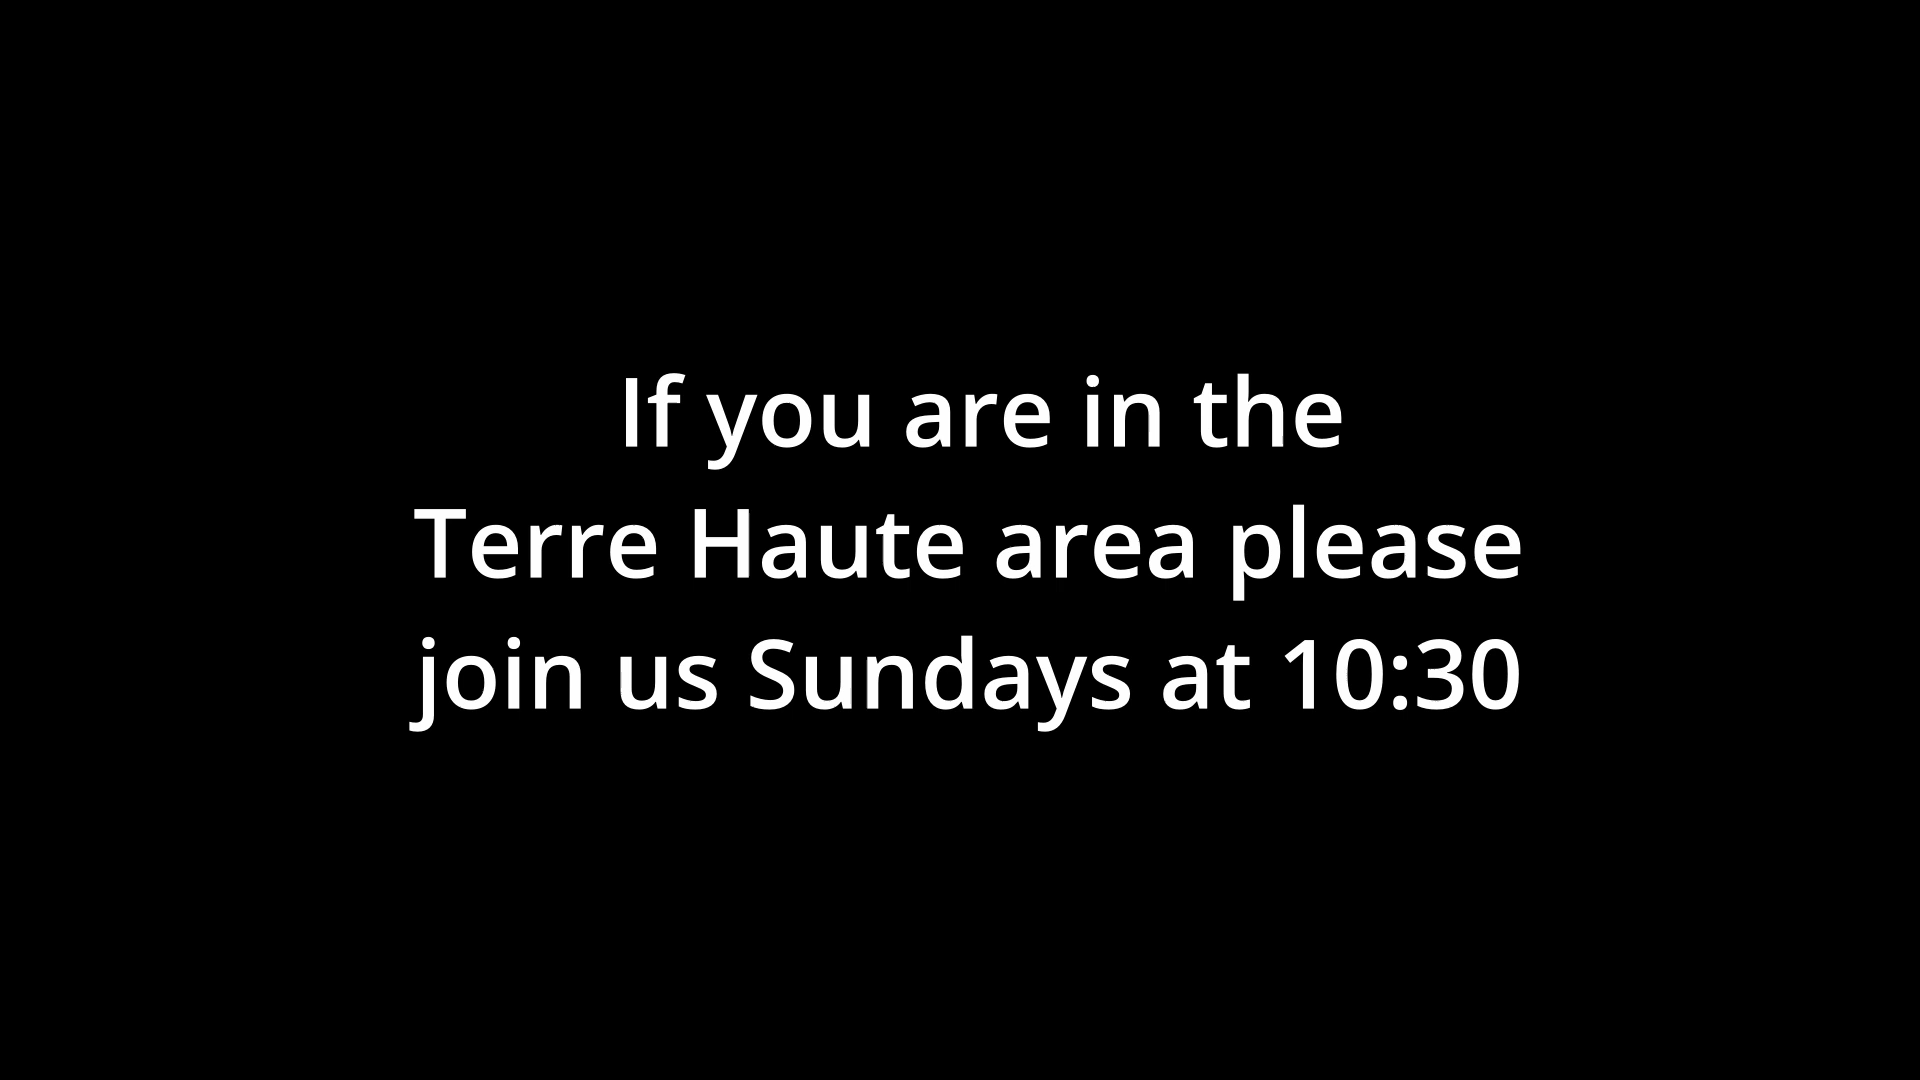 If you are in the
Terre Haute area please
join us Sundays at 10:30